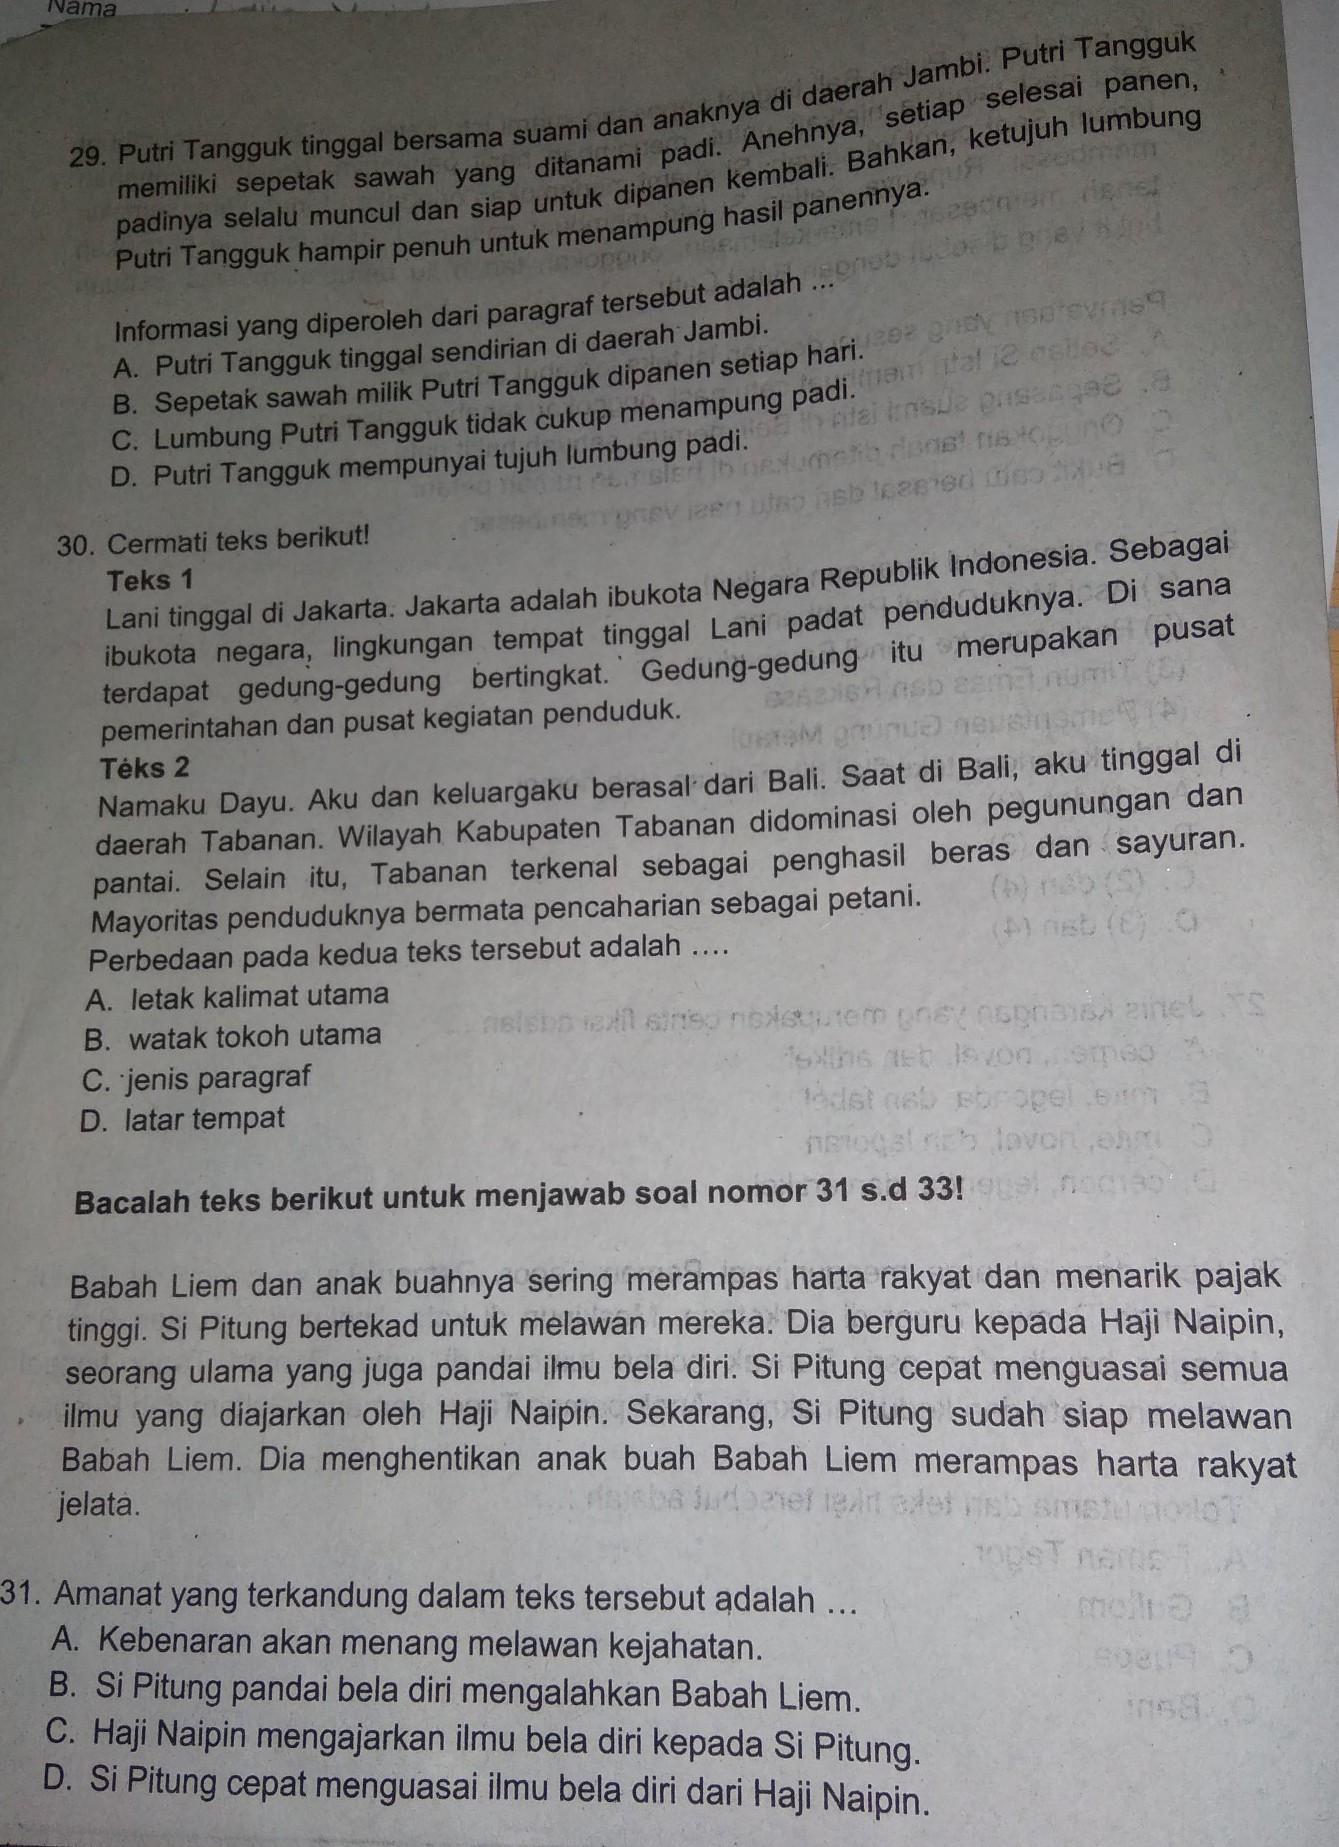 Nama
29. Putri Tangguk tinggal bersama suami dan anaknya di daerah Jambi. Putri Tangguk
memiliki sepetak sawah yang ditanami padi. Anehnya, setiap selesai panen,
padinya selalu muncul dan siap untuk dipanen kembali. Bahkan, ketujuh lumbung
Putri Tangguk hampir penuh untuk menampung hasil panennya.
Informasi yang diperoleh dari paragraf tersebut adalah ...
A. Putri Tangguk tinggal sendirian di daerah Jambi.
B. Sepetak sawah milik Putri Tangguk dipanen setiap hari.
C. Lumbung Putri Tangguk tidak cukup menampung padi.
D. Putri Tangguk mempunyai tujuh lumbung padi.
30. Cermati teks berikut!
Teks 1
Lani tinggal di Jakarta. Jakarta adalah ibukota Negara Republik Indonesia. Sebagai
ibukota negara, lingkungan tempat tinggal Lani padat penduduknya. Di sana
terdapat gedung-gedung bertingkat. Gedung-gedung itu merupakan pusat
pemerintahan dan pusat kegiatan penduduk.
Teks 2
Namaku Dayu. Aku dan keluargaku berasal dari Bali. Saat di Bali, aku tinggal di
daerah Tabanan. Wilayah Kabupaten Tabanan didominasi oleh pegunungan dan
pantai. Selain itu, Tabanan terkenal sebagai penghasil beras dan sayuran.
Mayoritas penduduknya bermata pencaharian sebagai petani.
Perbedaan pada kedua teks tersebut adalah ....
A. letak kalimat utama
B. watak tokoh utama
C. jenis paragraf
D. latar tempat
Bacalah teks berikut untuk menjawab soal nomor 31 s.d 33!
Babah Liem dan anak buahnya sering merampas harta rakyat dan menarik pajak
tinggi. Si Pitung bertekad untuk melawan mereka. Dia berguru kepada Haji Naipin,
seorang ulama yang juga pandai ilmu bela diri. Si Pitung cepat menguasai semua
ilmu yang diajarkan oleh Haji Naipin. Sekarang, Si Pitung sudah siap melawan
Babah Liem. Dia menghentikan anak buah Babah Liem merampas harta rakyat
jelata.
31. Amanat yang terkandung dalam teks tersebut adalah ...
A. Kebenaran akan menang melawan kejahatan.
B. Si Pitung pandai bela diri mengalahkan Babah Liem.
C. Haji Naipin mengajarkan ilmu bela diri kepada Si Pitung.
D. Si Pitung cepat menguasai ilmu bela diri dari Haji Naipin.